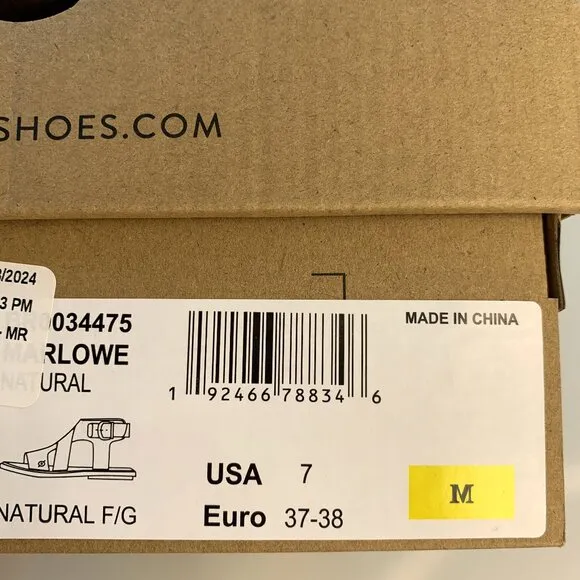 SHOES.COM
/2024
3 PM
MR
0034475
MADE IN CHINA
MARLOWE
NATURAL
1 92466 78834 6
USA 7
M
NATURAL F/G
Euro 37-38